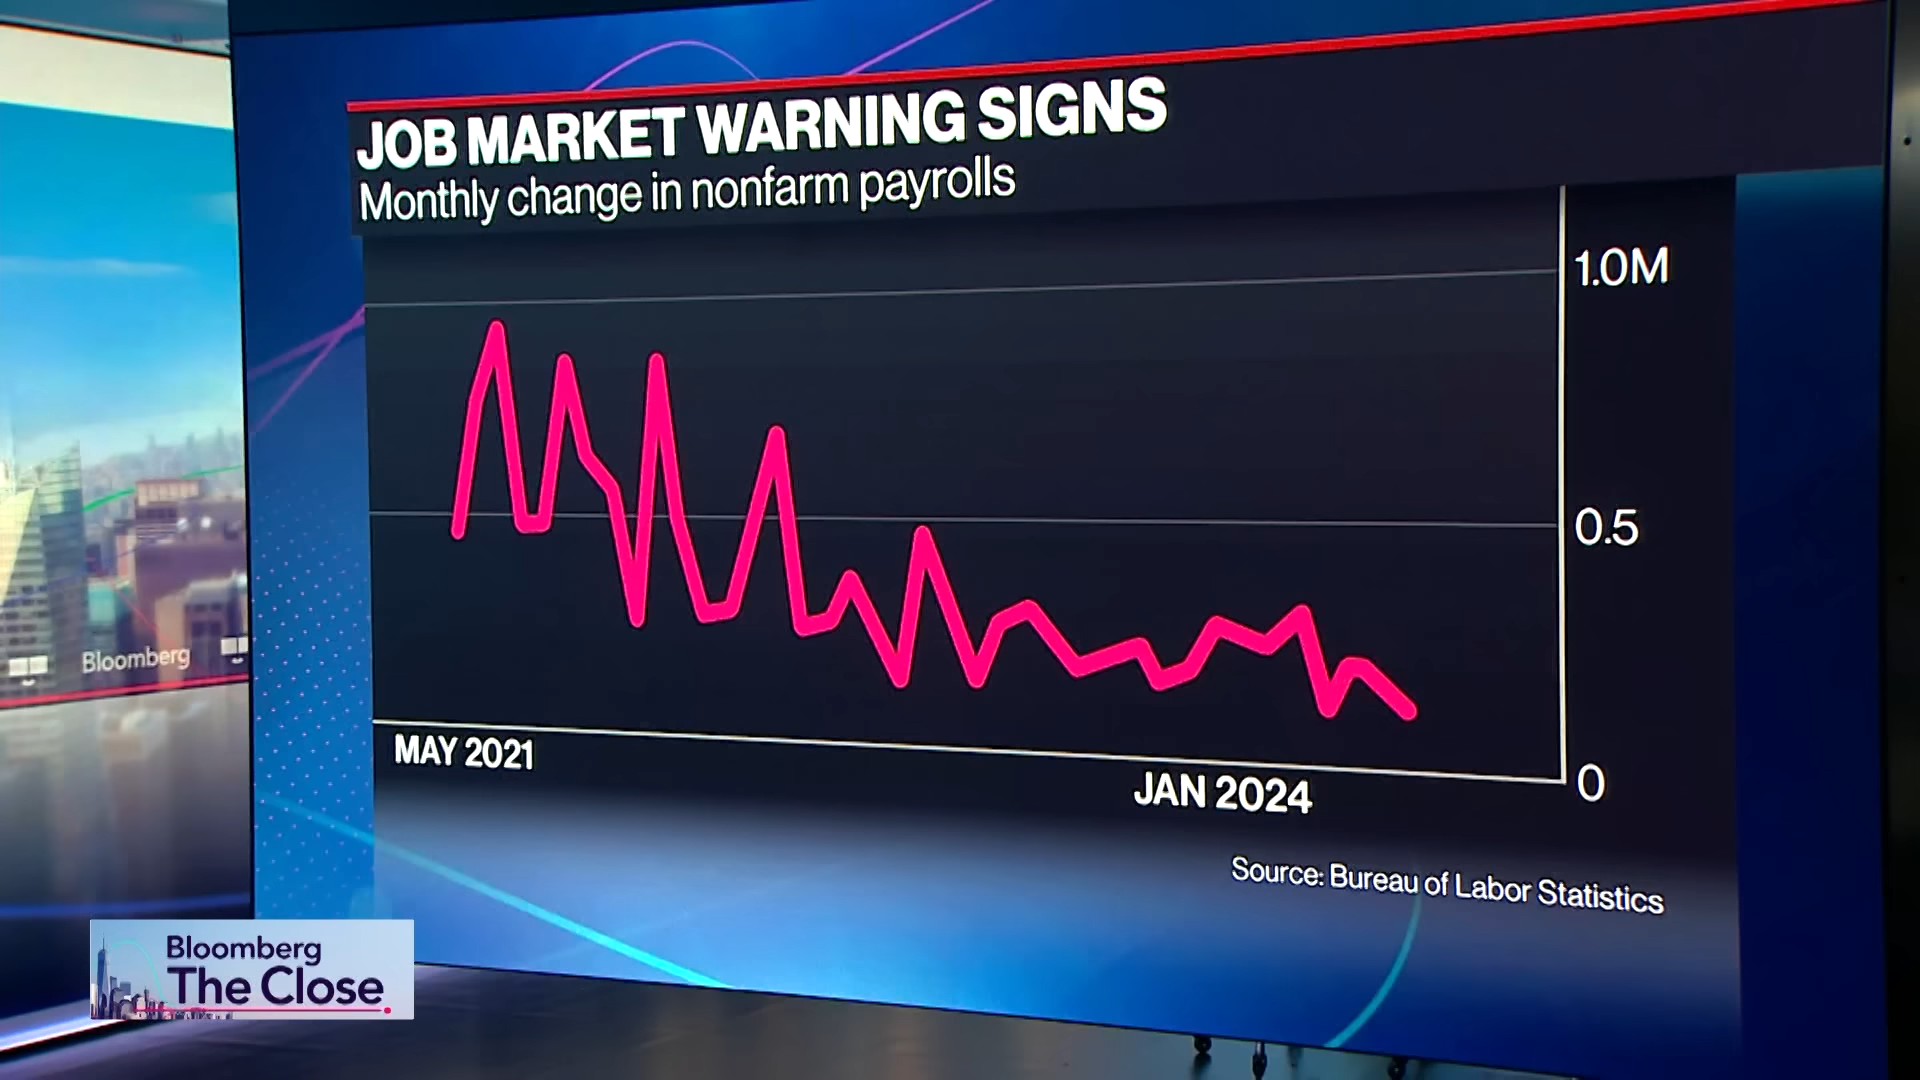 JOB MARKET WARNING SIGNS
Monthly change in nonfarm payrolls
1.0M
0.5
0
MAY 2021
JAN 2024
Source: Bureau of Labor Statistics
Bloomberg
Bloomberg
The Close